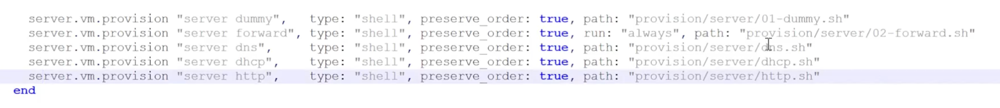 server.vm.provision "server dummy",   type: "shell", preserve_order: true, path: "provision/server/01-dummy.sh"
server.vm.provision "server forward", type: "shell", preserve_order: true, run: "always", path: "provision/server/02-forward.sh"
server.vm.provision "server dns",     type: "shell", preserve_order: true, path: "provision/server/dns.sh"
server.vm.provision "server dhcp",    type: "shell", preserve_order: true, path: "provision/server/dhcp.sh"
server.vm.provision "server http",    type: "shell", preserve_order: true, path: "provision/server/http.sh"
end